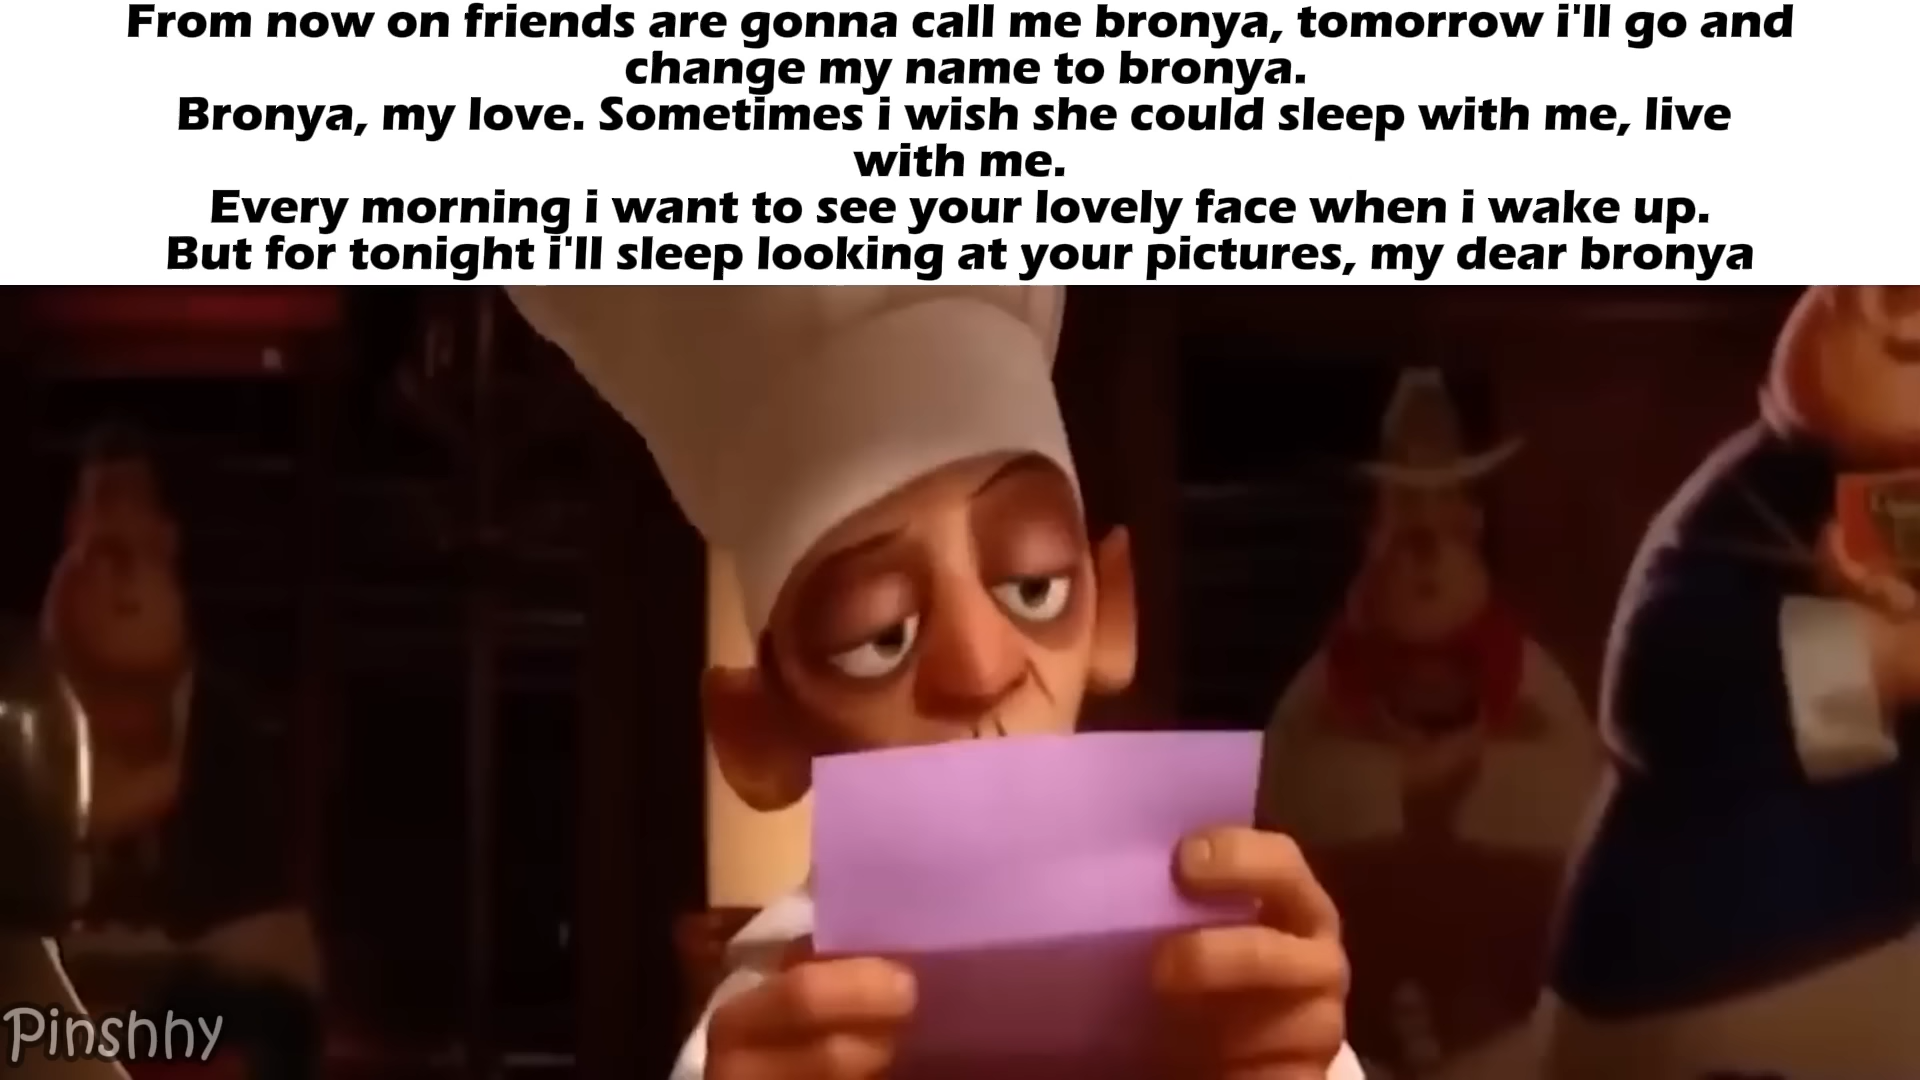 From now on friends are gonna call me bronya, tomorrow i'll go and
change my name to bronya.
Bronya, my love. Sometimes i wish she could sleep with me, live
with me.
Every morning i want to see your lovely face when i wake up.
But for tonight i'll sleep looking at your pictures, my dear bronya
Pinshhy